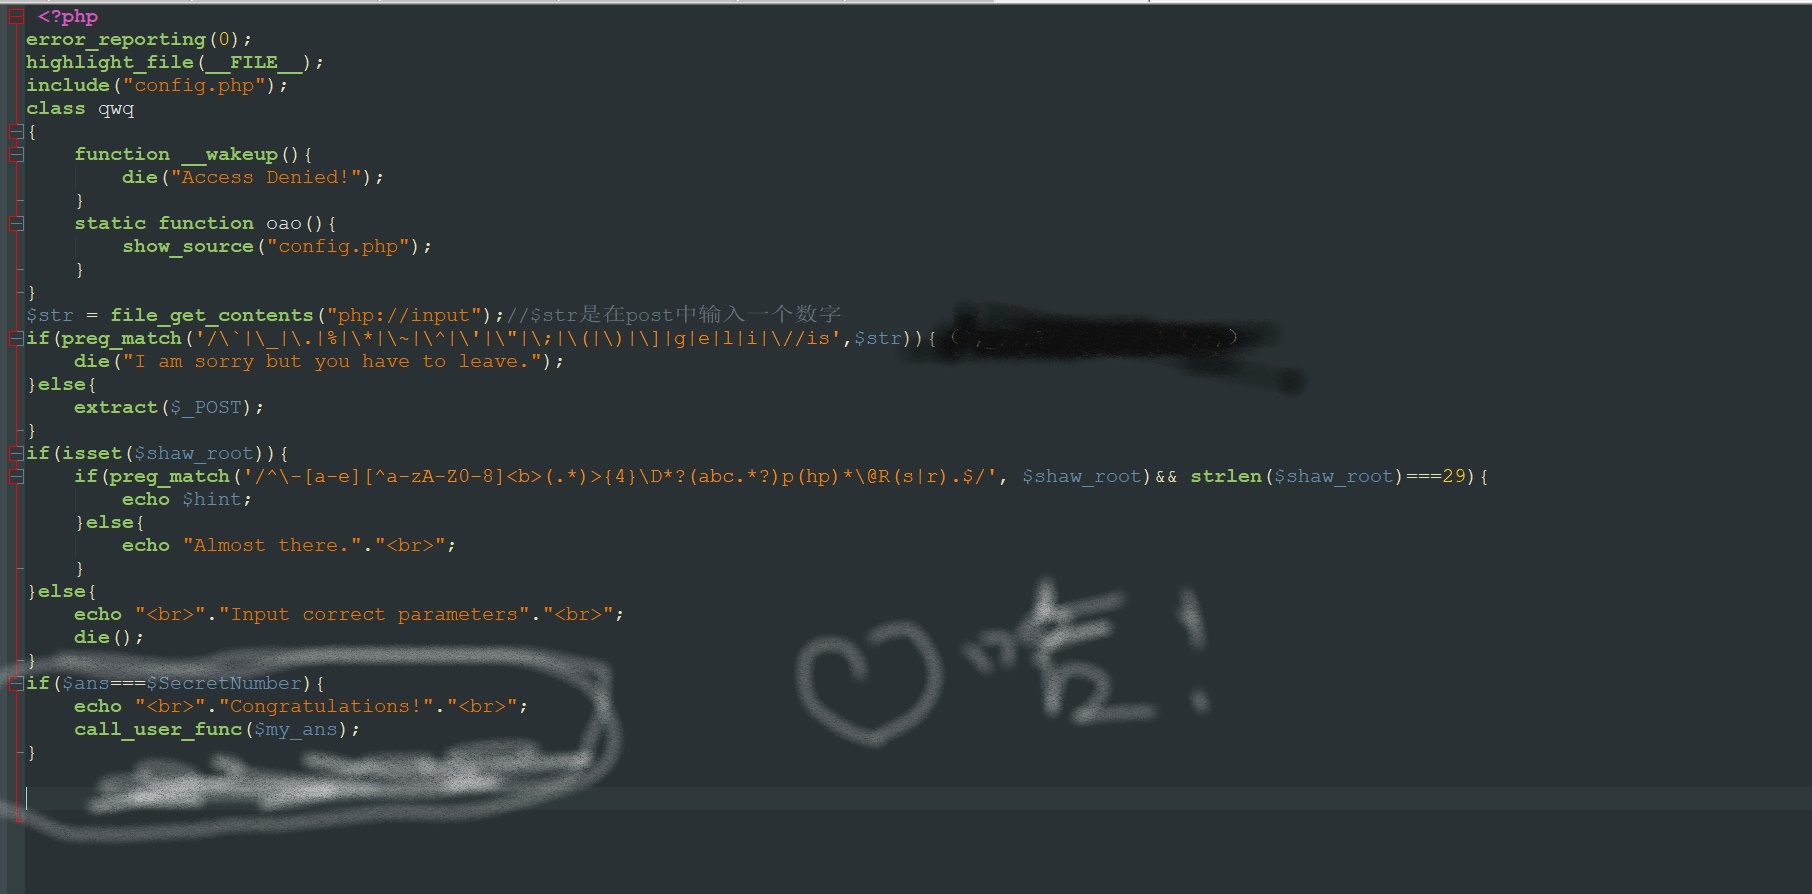 <?php
error_reporting(0);
highlight_file(__FILE__);
include("config.php");
class qwq
{
    function __wakeup(){
        die("Access Denied!");
    }
    static function oao(){
        show_source("config.php");
    }
}
$str = file_get_contents("php://input");//$str是在post中输入一个数字
if(preg_match('/\`|\_|\.|%|\*|\~|\^|\'|\"|\;|\(|\)|\]|g|e|l|i|\//is',$str)){
    die("I am sorry but you have to leave.");
}else{
    extract($_POST);
}
if(isset($shaw_root)){
    if(preg_match('/^\-[a-e][^a-zA-Z0-8]<b>(.*)>{4}\D*?(abc.*?)p(hp)*\@R(s|r).$/', $shaw_root)&& strlen($shaw_root)===29){
        echo $hint;
    }else{
        echo "Almost there."."<br>";
    }
}else{
    echo "<br>"."Input correct parameters"."<br>";
    die();
}
if($ans===$SecretNumber){
    echo "<br>"."Congratulations!"."<br>";
    call_user_func($my_ans);
}